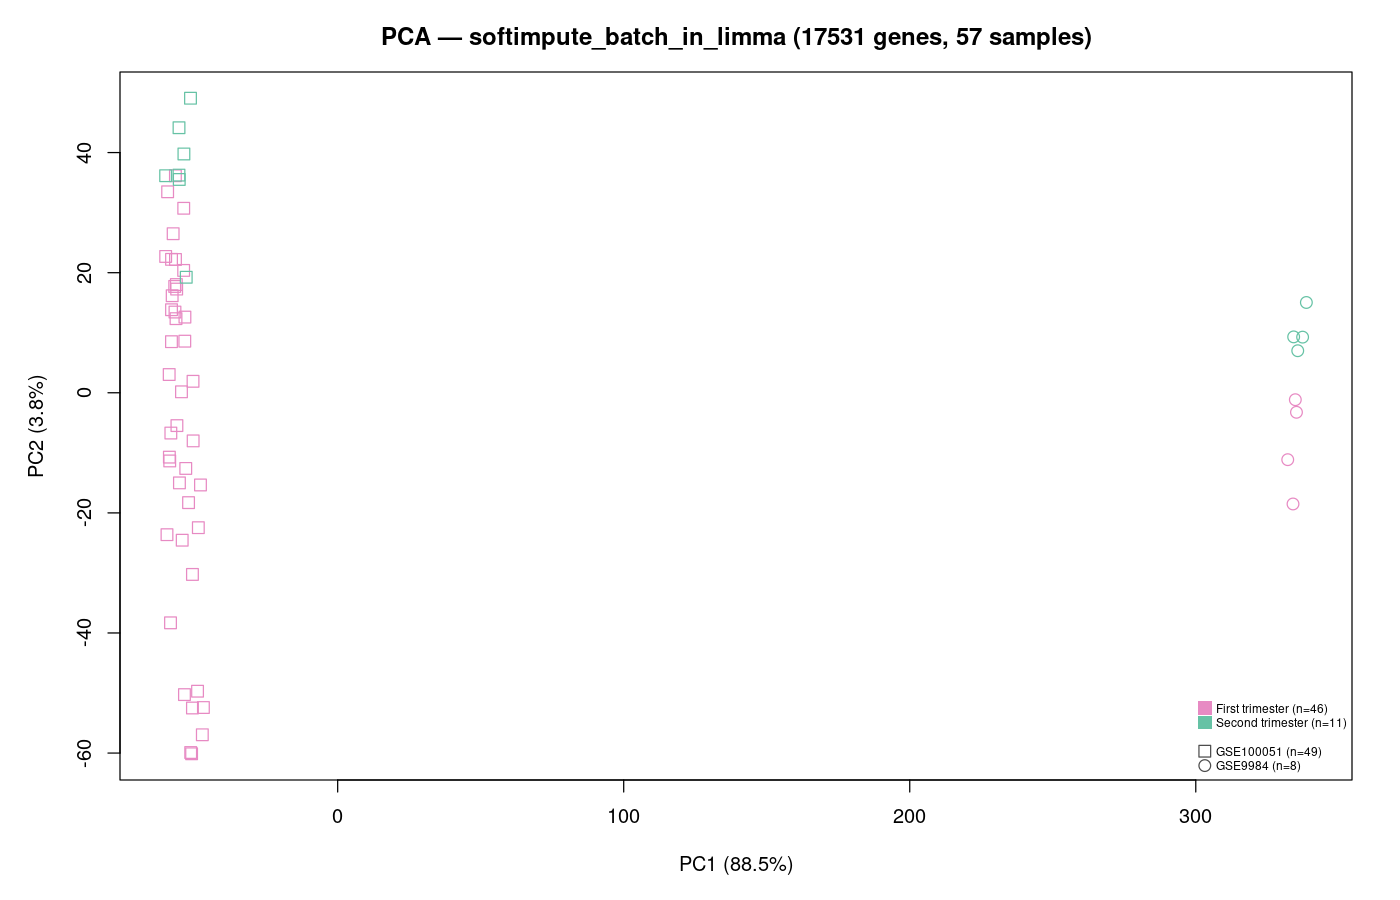 PCA — softimpute_batch_in_limma (17531 genes, 57 samples)
40
20
0
-20
-40
-60
PC2 (3.8%)
First trimester (n=46)
Second trimester (n=11)
GSE100051 (n=49)
GSE9984 (n=8)
0 100 200 300
PC1 (88.5%)